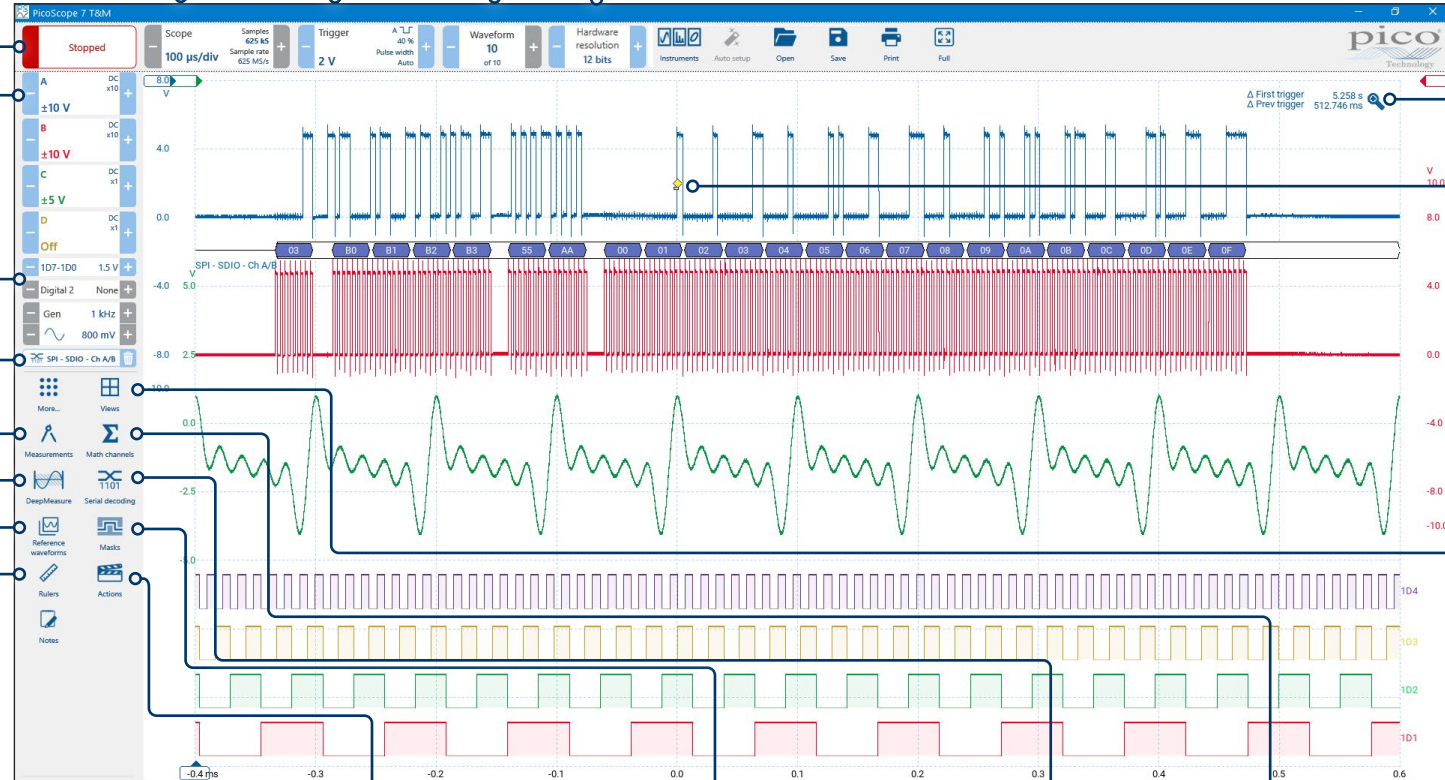 PicoScope 7 T&M
Stopped
Scope
100 µs/div
Samples
625 kS
Sample rate
625 MS/s
Trigger
2 V
A
40 %
Pulse width
Auto
Waveform
10
of 10
Hardware
resolution
12 bits
Instruments
Auto setup
Open
Save
Print
Full
pico
Technology
A
DC
x10
±10 V
B
DC
x10
±10 V
C
DC
x1
±5 V
D
DC
x1
Off
1D7-1D0 1.5 V
Digital 2 None
Gen 1 kHz
800 mV
SPI - SDIO - Ch A/B
More...
Views
Measurements
Math channels
DeepMeasure
1101
Serial decoding
Reference
waveforms
Masks
Rulers
Actions
Notes
8.0
V
4.0
0.0
-4.0
-8.0
-10.0
V
5.0
2.5
0.0
-2.5
-5.0
Δ First trigger 5.258 s
Δ Prev trigger 512.746 ms
03 B0 B1 B2 B3 55 AA 00 01 02 03 04 05 06 07 08 09 0A 0B 0C 0D 0E 0F
SPI - SDIO - Ch A/B
V
10.0
8.0
4.0
0.0
-4.0
-8.0
-10.0
1D4
1D3
1D2
1D1
-0.4 ms -0.3 -0.2 -0.1 0.0 0.1 0.2 0.3 0.4 0.5 0.6